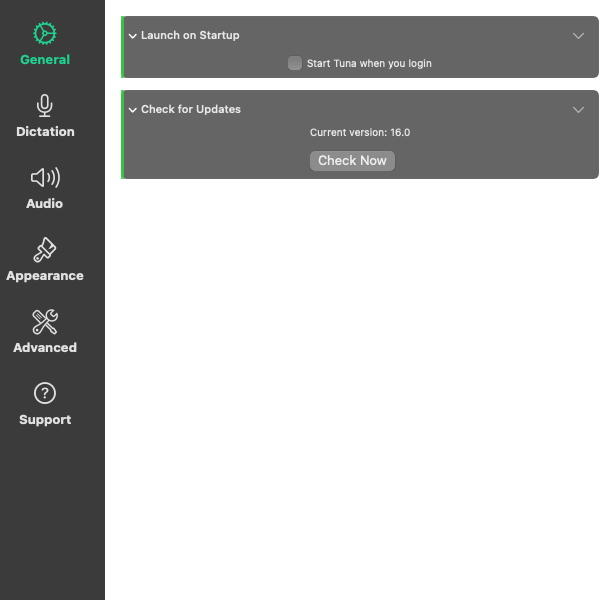 General
Dictation
Audio
Appearance
Advanced
Support
Launch on Startup
Start Tuna when you login
Check for Updates
Current version: 16.0
Check Now